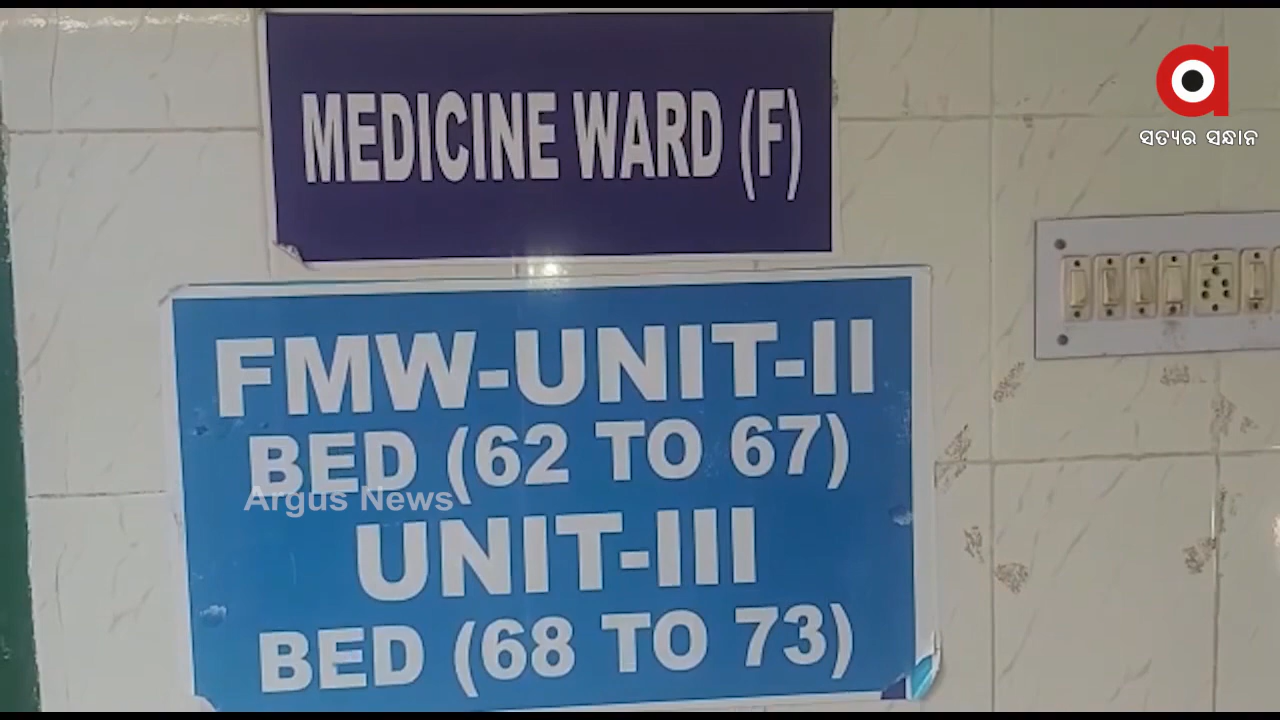 MEDICINE WARD (F)
ସତ୍ୟର ସନ୍ଧାନ
FMW-UNIT-II
BED (62 TO 67)
Argus News
UNIT-III
BED (68 TO 73)